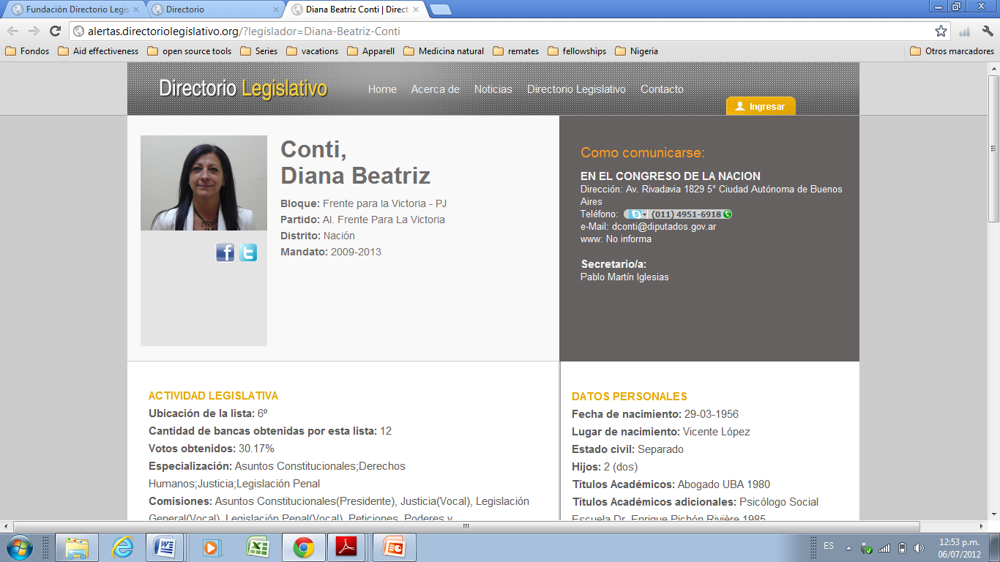 Fundación Directorio Legis
Directorio
Diana Beatriz Conti | Direct
alertas.directoriolegislativo.org/?legislador=Diana-Beatriz-Conti
Fondos
Aid effectiveness
open source tools
Series
vacations
Apparell
Medicina natural
remates
fellowships
Nigeria
Otros marcadores
Directorio Legislativo
Home
Acerca de
Noticias
Directorio Legislativo
Contacto
Ingresar
Conti,
Diana Beatriz
Bloque: Frente para la Victoria - PJ
Partido: Al. Frente Para La Victoria
Distrito: Nación
Mandato: 2009-2013
Como comunicarse:
EN EL CONGRESO DE LA NACION
Dirección: Av. Rivadavia 1829 5° Ciudad Autónoma de Buenos
Aires
Teléfono: (011) 4951-6918
e-Mail: dconti@diputados.gov.ar
www: No informa
Secretario/a:
Pablo Martín Iglesias
ACTIVIDAD LEGISLATIVA
Ubicación de la lista: 6º
Cantidad de bancas obtenidas por esta lista: 12
Votos obtenidos: 30.17%
Especialización: Asuntos Constitucionales;Derechos
Humanos;Justicia;Legislación Penal
Comisiones: Asuntos Constitucionales(Presidente), Justicia(Vocal), Legislación
General(Vocal), Legislación Penal(Vocal), Peticiones, Poderes y
DATOS PERSONALES
Fecha de nacimiento: 29-03-1956
Lugar de nacimiento: Vicente López
Estado civil: Separado
Hijos: 2 (dos)
Títulos Académicos: Abogado UBA 1980
Títulos Académicos adicionales: Psicólogo Social
Escuela Dr. Enrique Pichón Rivière 1985
ES
12:53 p.m.
06/07/2012